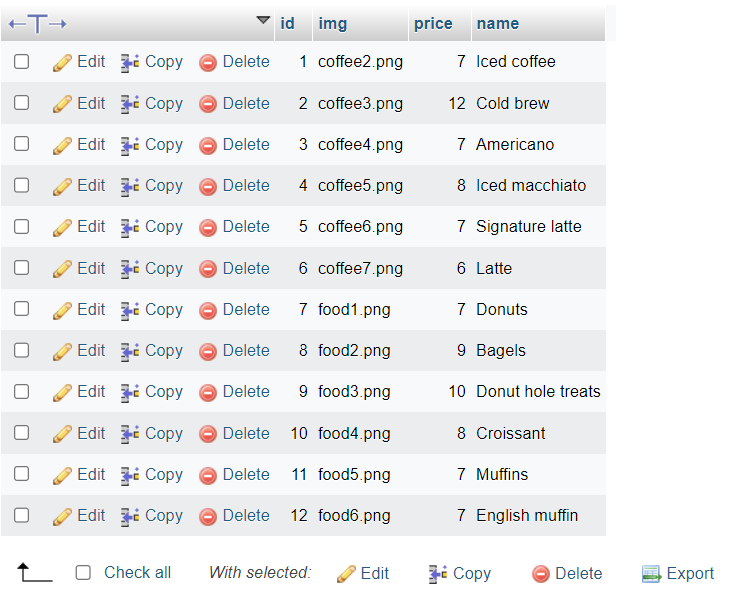 id img price name
Edit Copy Delete 1 coffee2.png 7 Iced coffee
Edit Copy Delete 2 coffee3.png 12 Cold brew
Edit Copy Delete 3 coffee4.png 7 Americano
Edit Copy Delete 4 coffee5.png 8 Iced macchiato
Edit Copy Delete 5 coffee6.png 7 Signature latte
Edit Copy Delete 6 coffee7.png 6 Latte
Edit Copy Delete 7 food1.png 7 Donuts
Edit Copy Delete 8 food2.png 9 Bagels
Edit Copy Delete 9 food3.png 10 Donut hole treats
Edit Copy Delete 10 food4.png 8 Croissant
Edit Copy Delete 11 food5.png 7 Muffins
Edit Copy Delete 12 food6.png 7 English muffin
Check all With selected: Edit Copy Delete Export